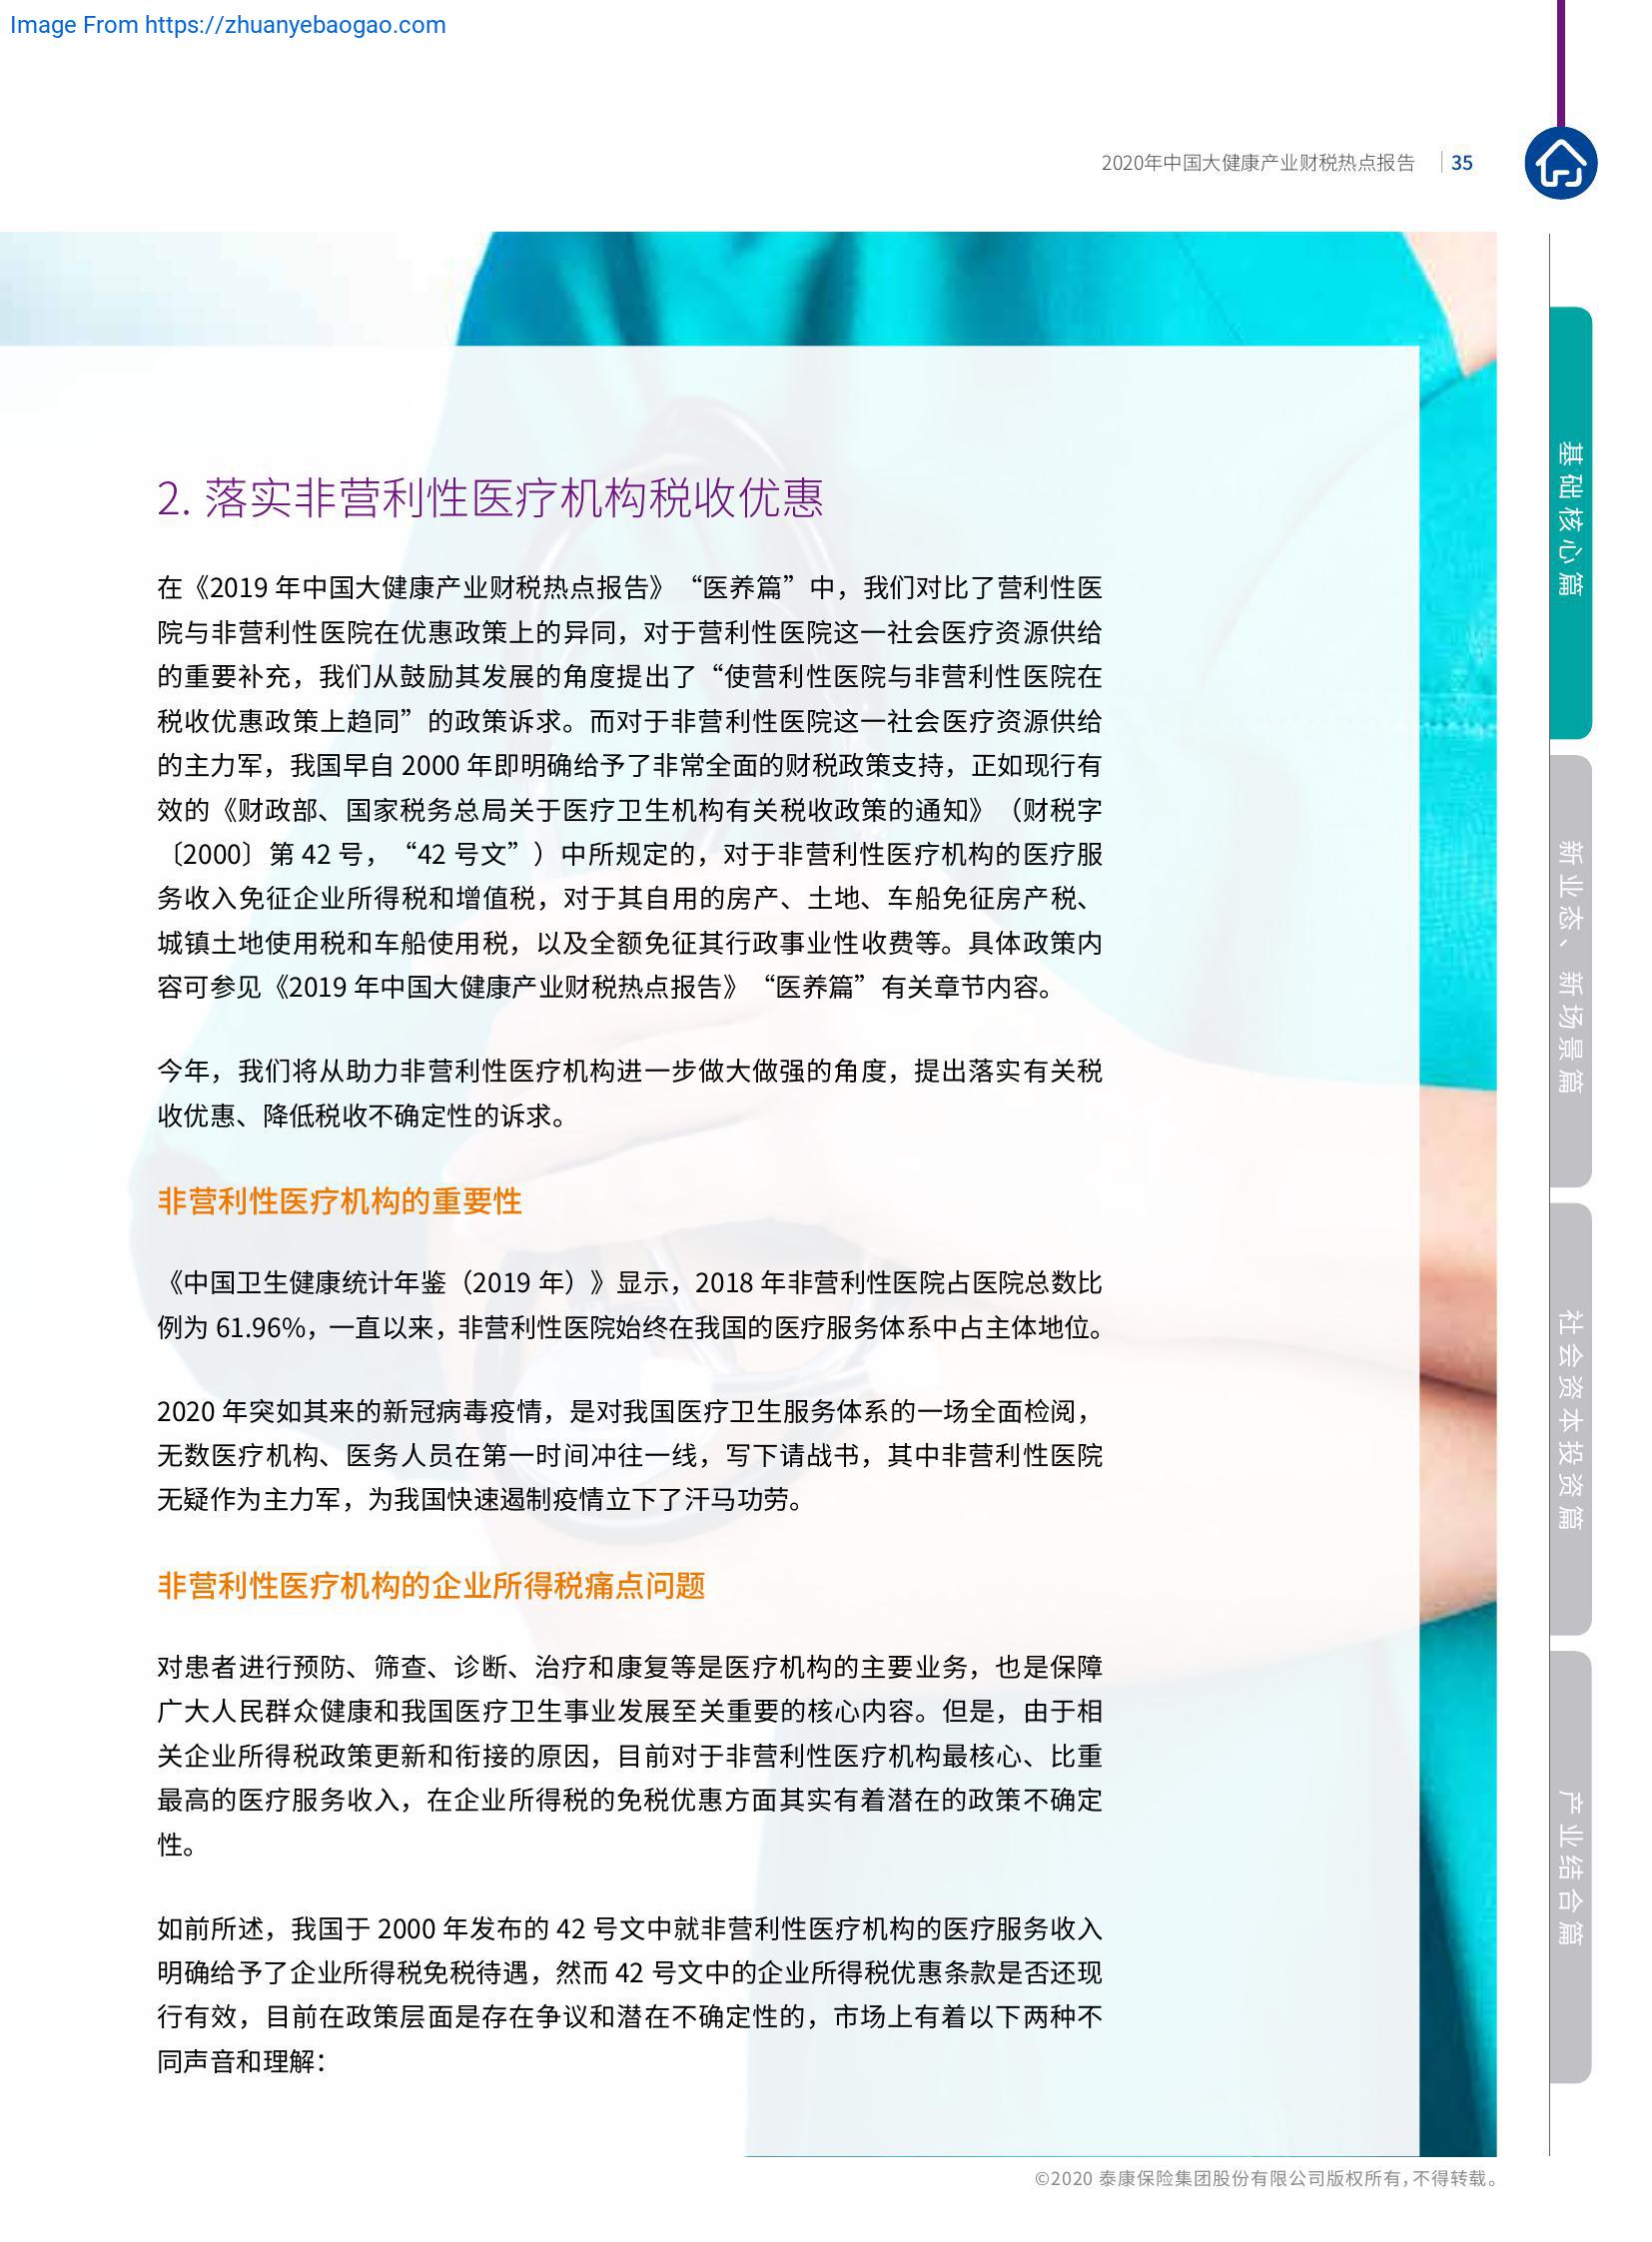 Image From https://zhuanyebaogao.com
2020年中国大健康产业财税热点报告 35
2. 落实非营利性医疗机构税收优惠
在《2019 年中国大健康产业财税热点报告》“医养篇”中，我们对比了营利性医
院与非营利性医院在优惠政策上的异同，对于营利性医院这一社会医疗资源供给
的重要补充，我们从鼓励其发展的角度提出了“使营利性医院与非营利性医院在
税收优惠政策上趋同”的政策诉求。而对于非营利性医院这一社会医疗资源供给
的主力军，我国早自 2000 年即明确给予了非常全面的财税政策支持，正如现行有
效的《财政部、国家税务总局关于医疗卫生机构有关税收政策的通知》（财税字
〔2000〕第 42 号，“42 号文”）中所规定的，对于非营利性医疗机构的医疗服
务收入免征企业所得税和增值税，对于其自用的房产、土地、车船免征房产税、
城镇土地使用税和车船使用税，以及全额免征其行政事业性收费等。具体政策内
容可参见《2019 年中国大健康产业财税热点报告》“医养篇”有关章节内容。
今年，我们将从助力非营利性医疗机构进一步做大做强的角度，提出落实有关税
收优惠、降低税收不确定性的诉求。
非营利性医疗机构的重要性
《中国卫生健康统计年鉴（2019 年）》显示，2018 年非营利性医院占医院总数比
例为 61.96%，一直以来，非营利性医院始终在我国的医疗服务体系中占主体地位。
2020 年突如其来的新冠病毒疫情，是对我国医疗卫生服务体系的一场全面检阅，
无数医疗机构、医务人员在第一时间冲往一线，写下请战书，其中非营利性医院
无疑作为主力军，为我国快速遏制疫情立下了汗马功劳。
非营利性医疗机构的企业所得税痛点问题
对患者进行预防、筛查、诊断、治疗和康复等是医疗机构的主要业务，也是保障
广大人民群众健康和我国医疗卫生事业发展至关重要的核心内容。但是，由于相
关企业所得税政策更新和衔接的原因，目前对于非营利性医疗机构最核心、比重
最高的医疗服务收入，在企业所得税的免税优惠方面其实有着潜在的政策不确定
性。
如前所述，我国于 2000 年发布的 42 号文中就非营利性医疗机构的医疗服务收入
明确给予了企业所得税免税待遇，然而 42 号文中的企业所得税优惠条款是否还现
行有效，目前在政策层面是存在争议和潜在不确定性的，市场上有着以下两种不
同声音和理解：
基础核心篇
新业态、新场景篇
社会资本投资篇
产业结合篇
©2020 泰康保险集团股份有限公司版权所有，不得转载。